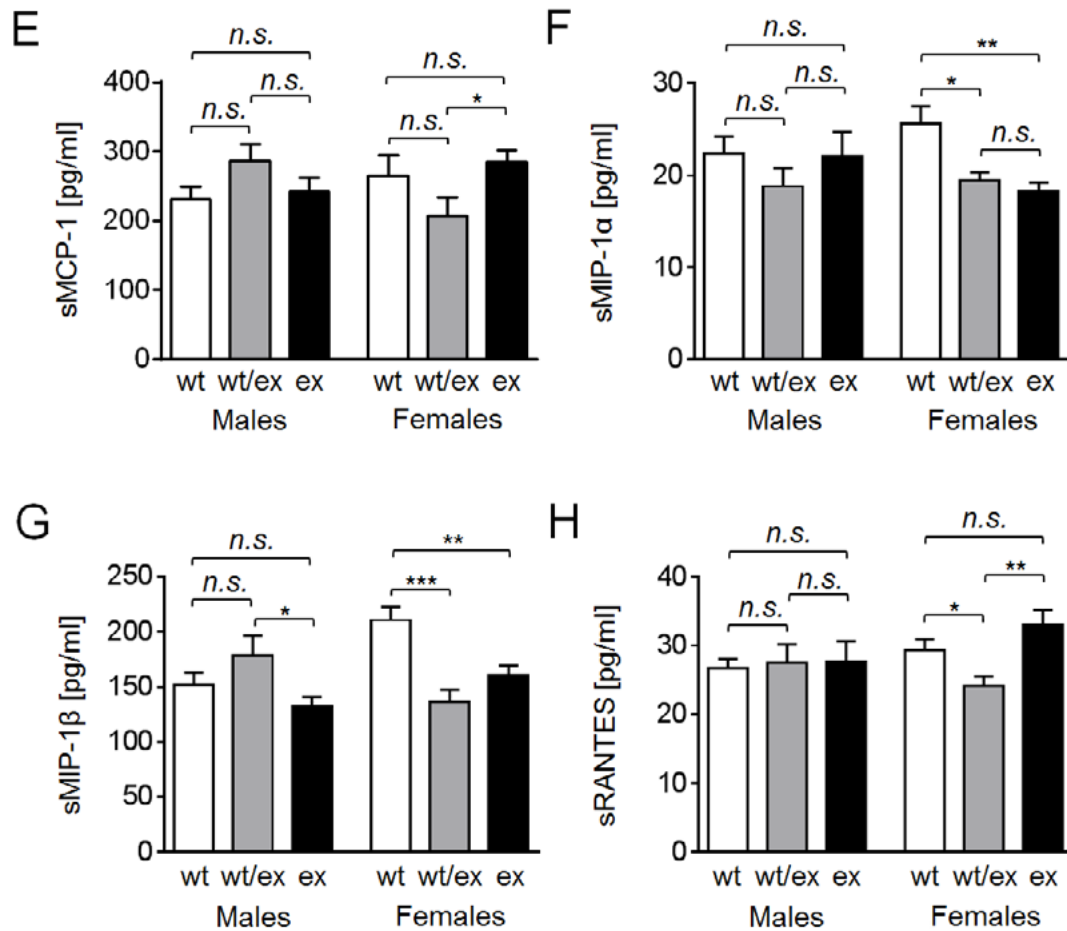 E
n.s.
n.s.
n.s.
n.s.
n.s.
*
sMCP-1 [pg/ml]
400
300
200
100
0
wt wt/ex ex wt wt/ex ex
Males Females
F
n.s.
n.s.
n.s.
**
*
n.s.
sMIP-1α [pg/ml]
30
20
10
0
wt wt/ex ex wt wt/ex ex
Males Females
G
n.s.
n.s.
*
**
***
sMIP-1β [pg/ml]
250
200
150
100
50
0
wt wt/ex ex wt wt/ex ex
Males Females
H
n.s.
n.s.
n.s.
n.s.
*
**
sRANTES [pg/ml]
40
30
20
10
0
wt wt/ex ex wt wt/ex ex
Males Females